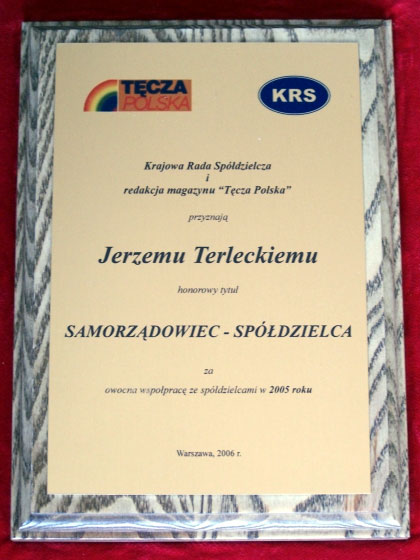 TĘCZA
POLSKA
KRS
Krajowa Rada Spółdzielcza
i
redakcja magazynu “Tęcza Polska”
przyznają
Jerzemu Terleckiemu
honorowy tytuł
SAMORZĄDOWIEC - SPÓŁDZIELCA
za
owocną współpracę ze spółdzielcami w 2005 roku
Warszawa, 2006 r.